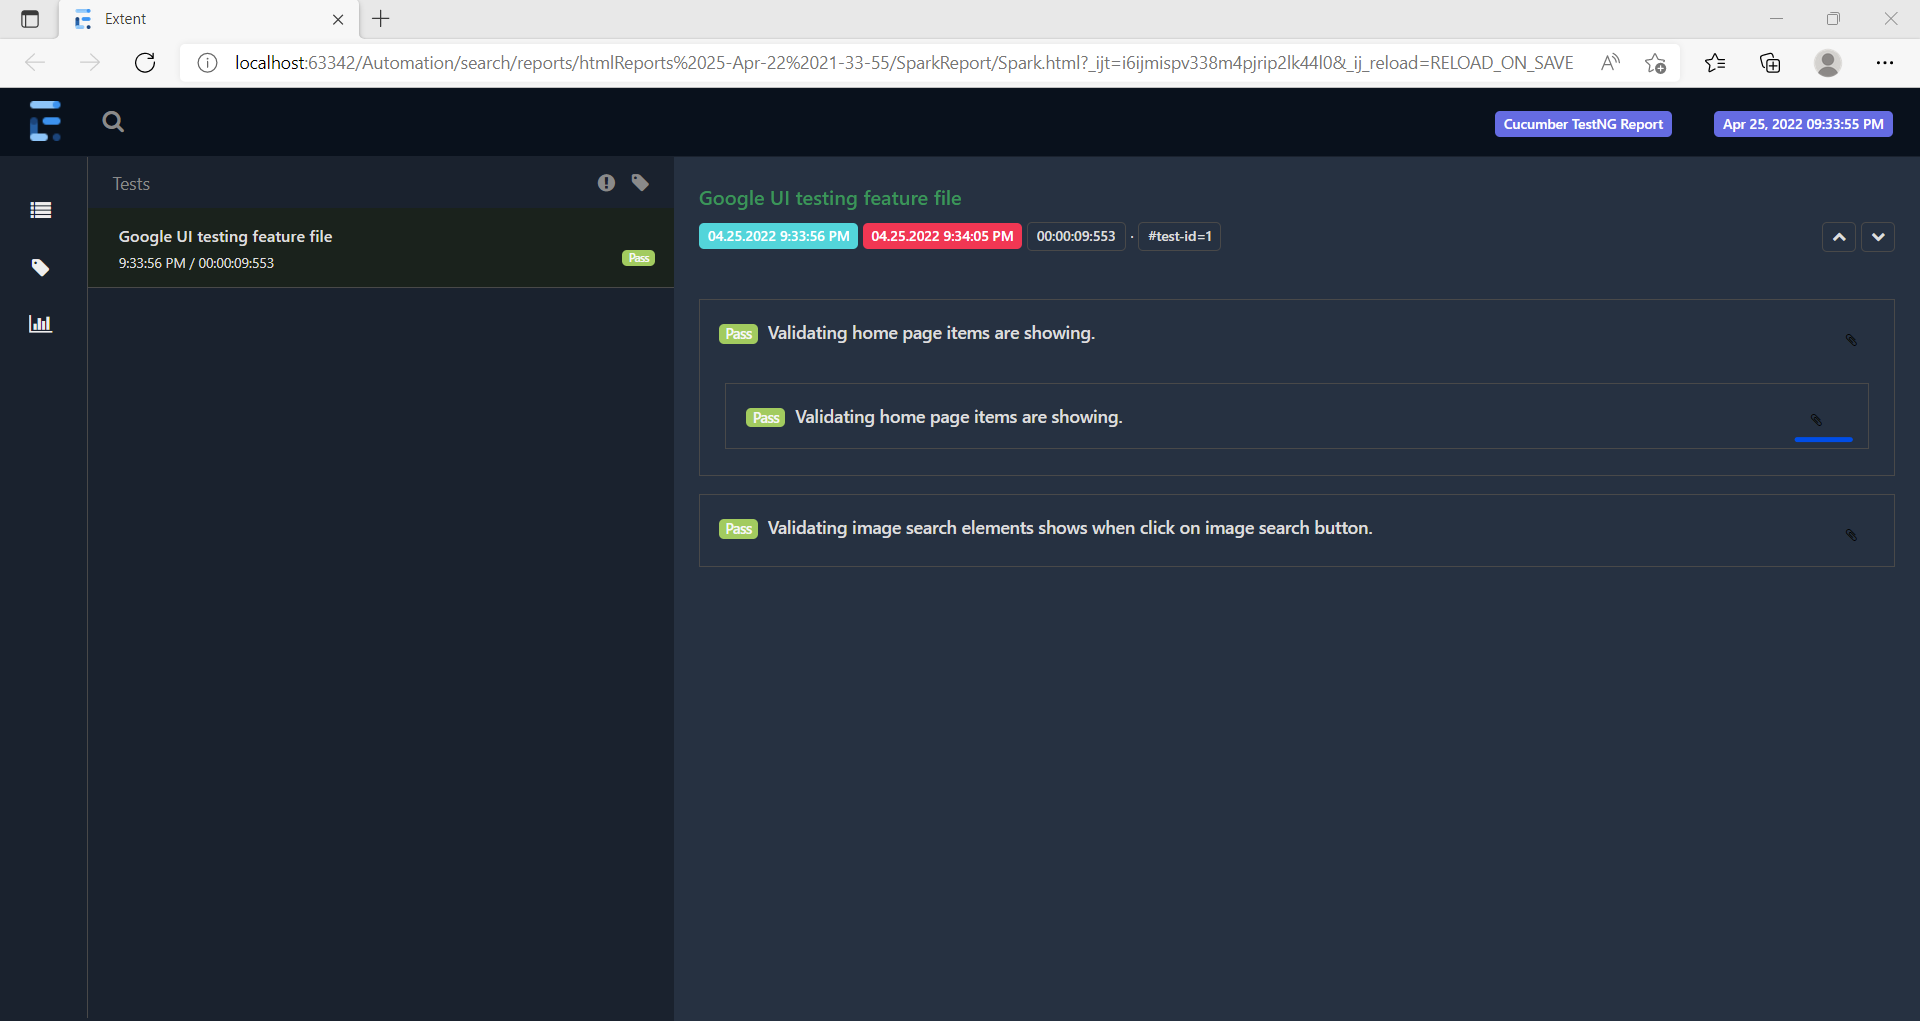 Extent
localhost:63342/Automation/search/reports/htmlReports%2025-Apr-22%2021-33-55/SparkReport/Spark.html?_ijt=i6ijmispv338m4pjrip2lk44l0&_ij_reload=RELOAD_ON_SAVE
Cucumber TestNG Report
Apr 25, 2022 09:33:55 PM
Tests
Google UI testing feature file
9:33:56 PM / 00:00:09:553
Pass
Google UI testing feature file
04.25.2022 9:33:56 PM 04.25.2022 9:34:05 PM 00:00:09:553 · #test-id=1
Pass Validating home page items are showing.
Pass Validating home page items are showing.
Pass Validating image search elements shows when click on image search button.